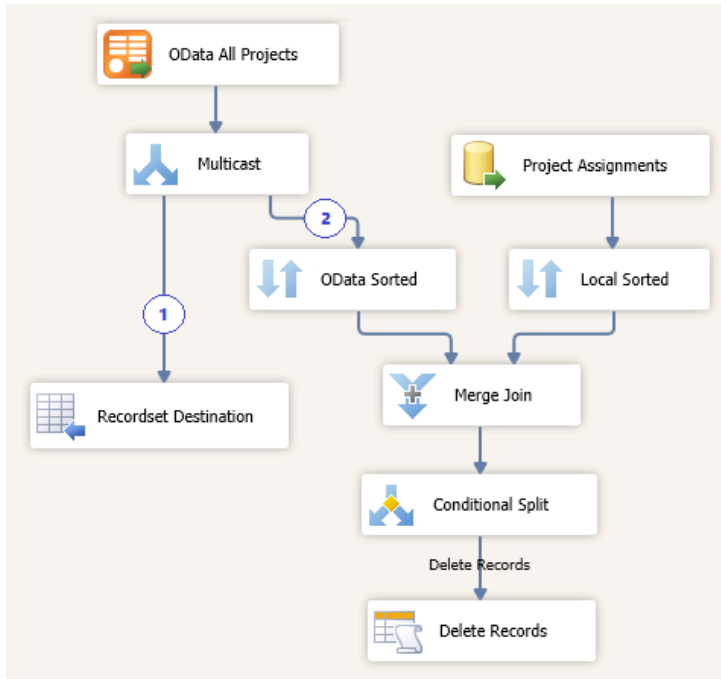 OData All Projects
Multicast
Project Assignments
2
OData Sorted
Local Sorted
1
Recordset Destination
Merge Join
Conditional Split
Delete Records
Delete Records